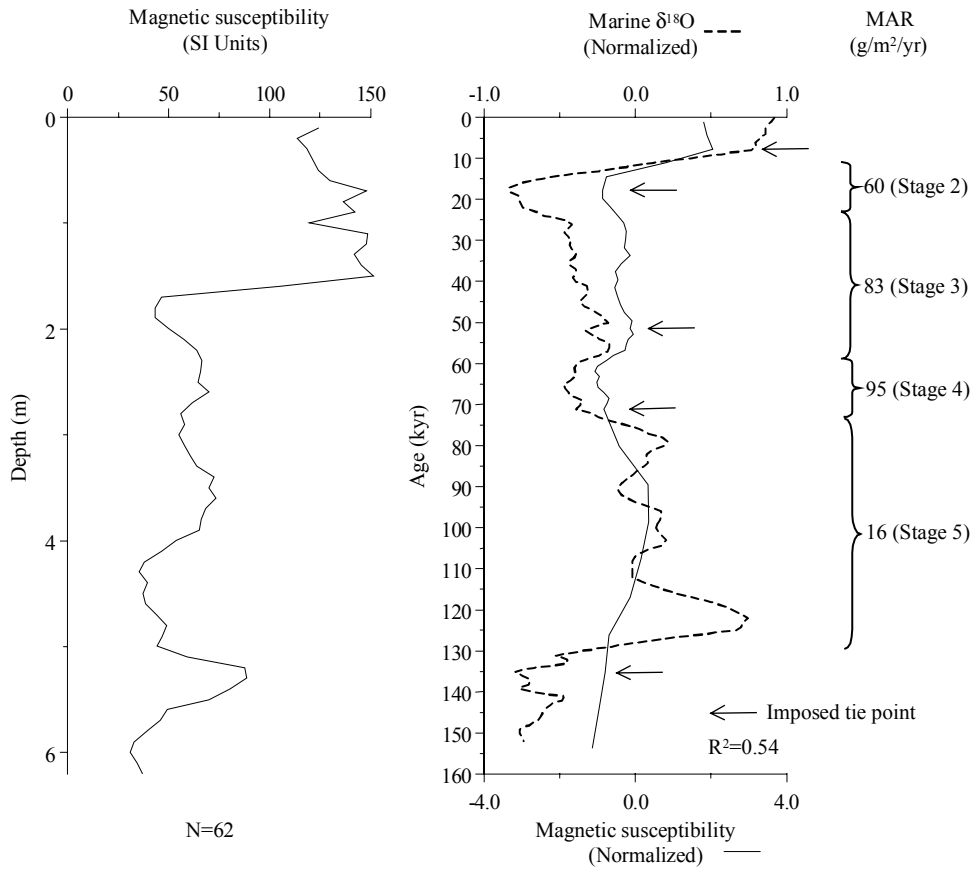 Magnetic susceptibility
(SI Units)
0 50 100 150
0
2
4
6
Depth (m)
N=62
Marine δ¹⁸O
(Normalized)
-1.0 0.0 1.0
0
10
20
30
40
50
60
70
80
90
100
110
120
130
140
150
160
Age (kyr)
Imposed tie point
R²=0.54
-4.0 0.0 4.0
Magnetic susceptibility
(Normalized)
MAR
(g/m²/yr)
60 (Stage 2)
83 (Stage 3)
95 (Stage 4)
16 (Stage 5)